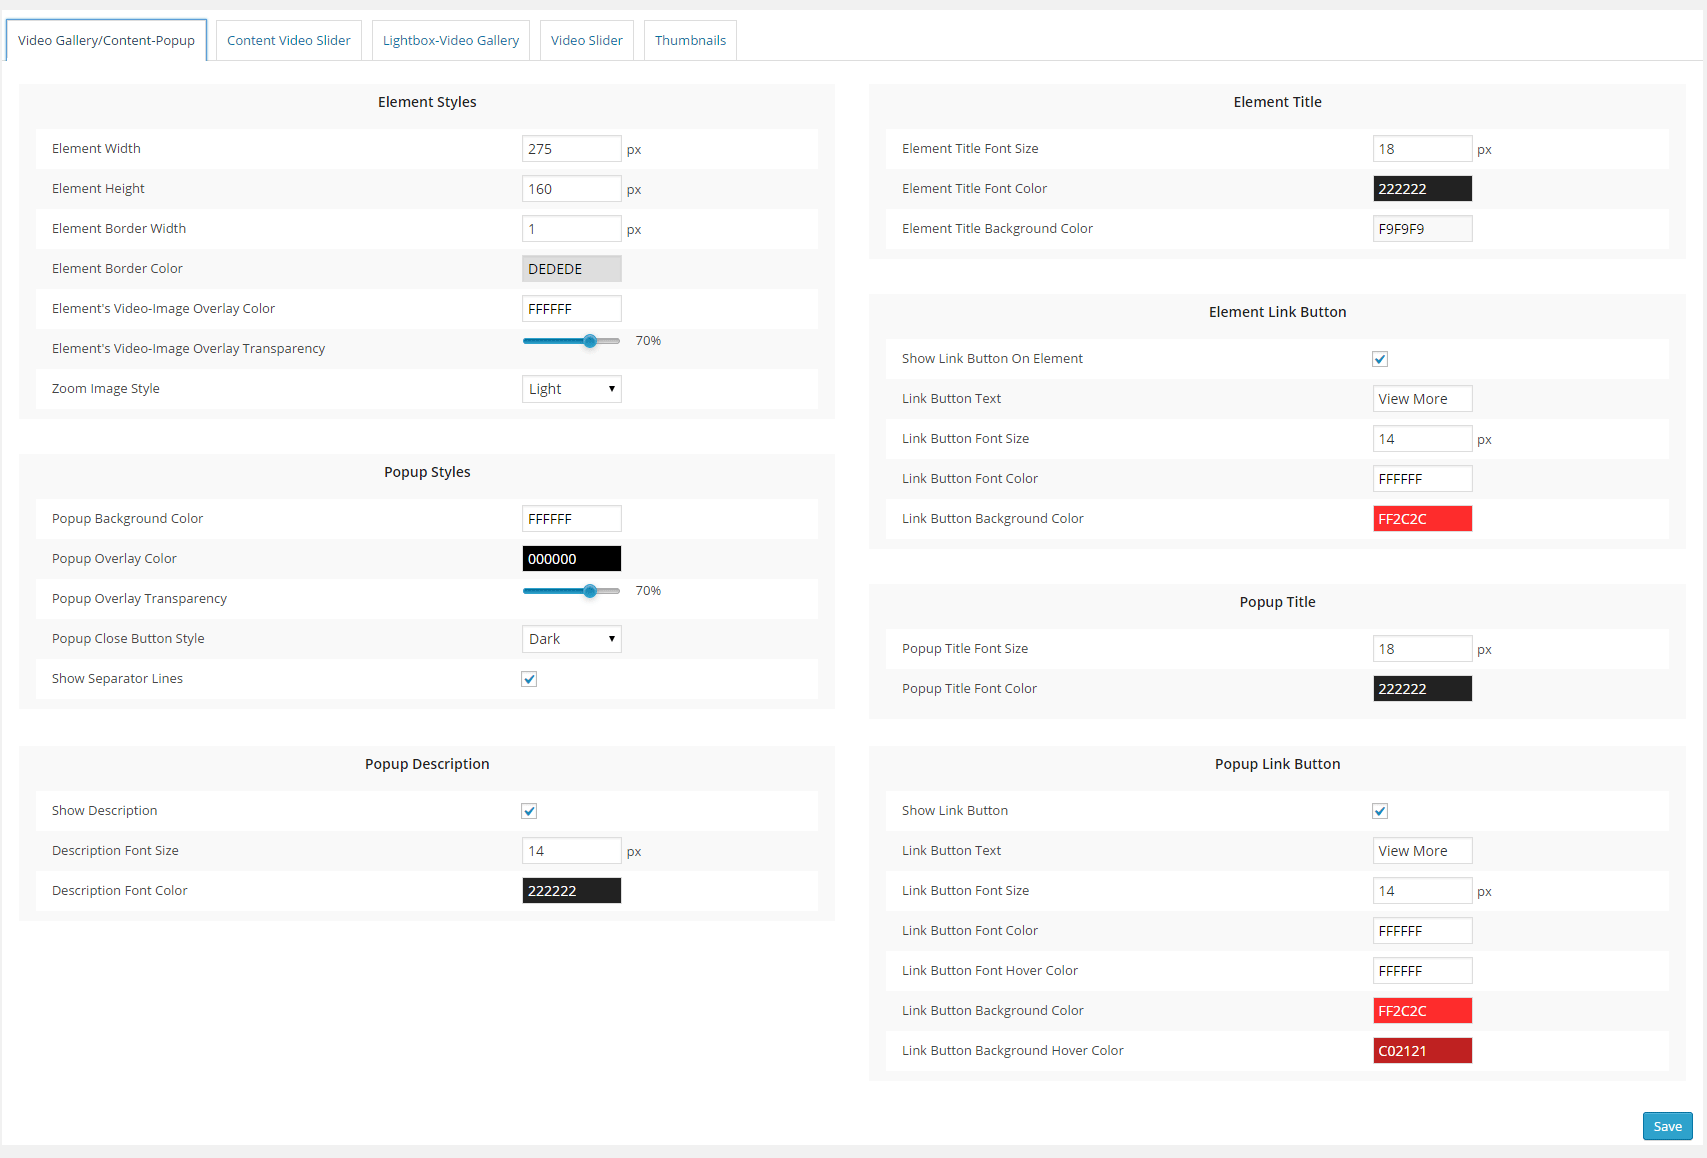 Video Gallery/Content-Popup
Content Video Slider
Lightbox-Video Gallery
Video Slider
Thumbnails
Element Styles
Element Width 275 px
Element Height 160 px
Element Border Width 1 px
Element Border Color DEDEDE
Element's Video-Image Overlay Color FFFFFF
Element's Video-Image Overlay Transparency 70%
Zoom Image Style Light
Popup Styles
Popup Background Color FFFFFF
Popup Overlay Color 000000
Popup Overlay Transparency 70%
Popup Close Button Style Dark
Show Separator Lines
Popup Description
Show Description
Description Font Size 14 px
Description Font Color 222222
Element Title
Element Title Font Size 18 px
Element Title Font Color 222222
Element Title Background Color F9F9F9
Element Link Button
Show Link Button On Element
Link Button Text View More
Link Button Font Size 14 px
Link Button Font Color FFFFFF
Link Button Background Color FF2C2C
Popup Title
Popup Title Font Size 18 px
Popup Title Font Color 222222
Popup Link Button
Show Link Button
Link Button Text View More
Link Button Font Size 14 px
Link Button Font Color FFFFFF
Link Button Font Hover Color FFFFFF
Link Button Background Color FF2C2C
Link Button Background Hover Color C02121
Save